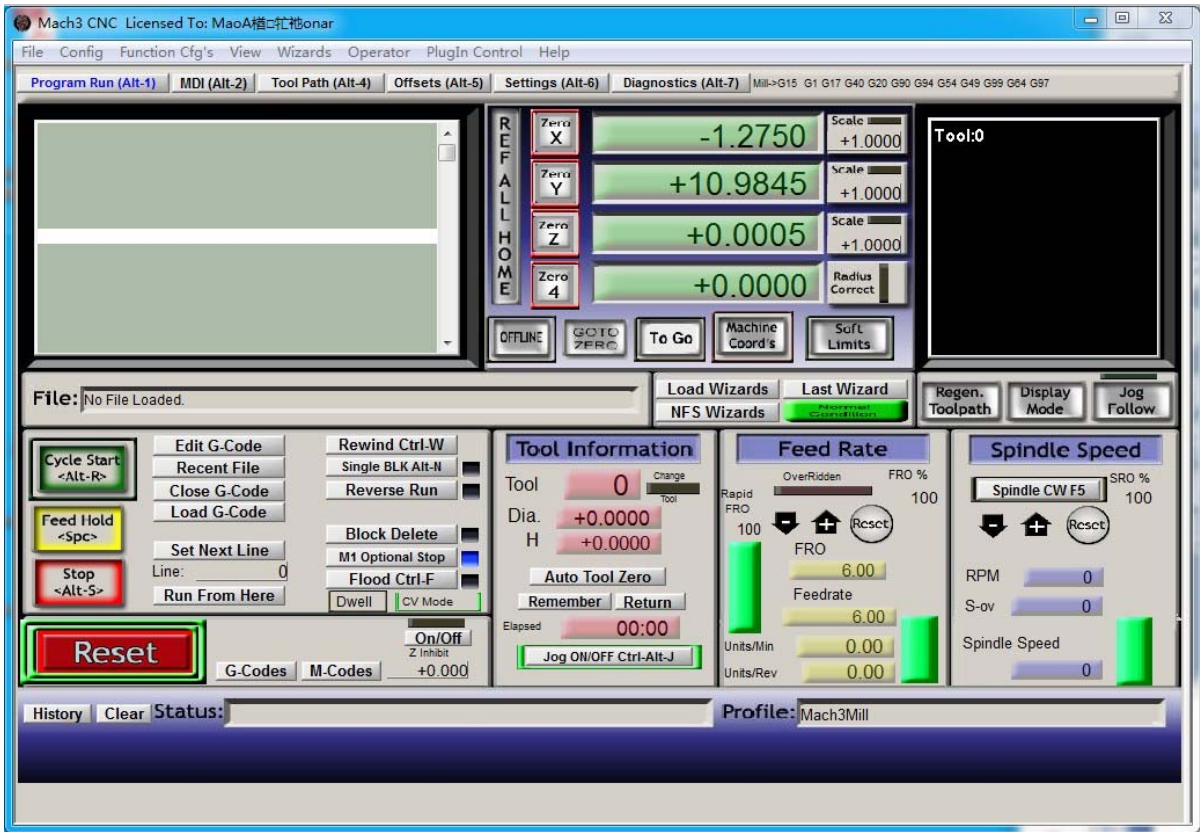 Mach3 CNC Licensed To: MaoA楢□牤祂onar
File Config Function Cfg's View Wizards Operator PlugIn Control Help
Program Run (Alt-1) MDI (Alt-2) Tool Path (Alt-4) Offsets (Alt-5) Settings (Alt-6) Diagnostics (Alt-7) Mill->G15 G1 G17 G40 G20 G90 G94 G54 G49 G99 G64 G97
REF ALL HOME
Zero X -1.2750 Scale +1.0000
Zero Y +10.9845 Scale +1.0000
Zero Z +0.0005 Scale +1.0000
Zero 4 +0.0000 Radius Correct
OFFLINE GOTO ZERO To Go Machine Coord's Soft Limits
Tool:0
File: No File Loaded.
Load Wizards Last Wizard
NFS Wizards Normal Condition
Regen. Toolpath Display Mode Jog Follow
Cycle Start <Alt-R>
Feed Hold <Spc>
Stop <Alt-S>
Edit G-Code
Recent File
Close G-Code
Load G-Code
Set Next Line
Line: 0
Run From Here
Rewind Ctrl-W
Single BLK Alt-N
Reverse Run
Block Delete
M1 Optional Stop
Flood Ctrl-F
Dwell CV Mode
Reset
G-Codes M-Codes
On/Off
Z Inhibit
+0.000
Tool Information
Tool 0 Change Tool
Dia. +0.0000
H +0.0000
Auto Tool Zero
Remember Return
Elapsed 00:00
Jog ON/OFF Ctrl-Alt-J
Feed Rate
OverRidden FRO %
100
Rapid FRO
100
Reset
FRO
6.00
Feedrate
6.00
Units/Min 0.00
Units/Rev 0.00
Spindle Speed
Spindle CW F5
SRO %
100
Reset
RPM 0
S-ov 0
Spindle Speed
0
History Clear Status:
Profile: Mach3Mill